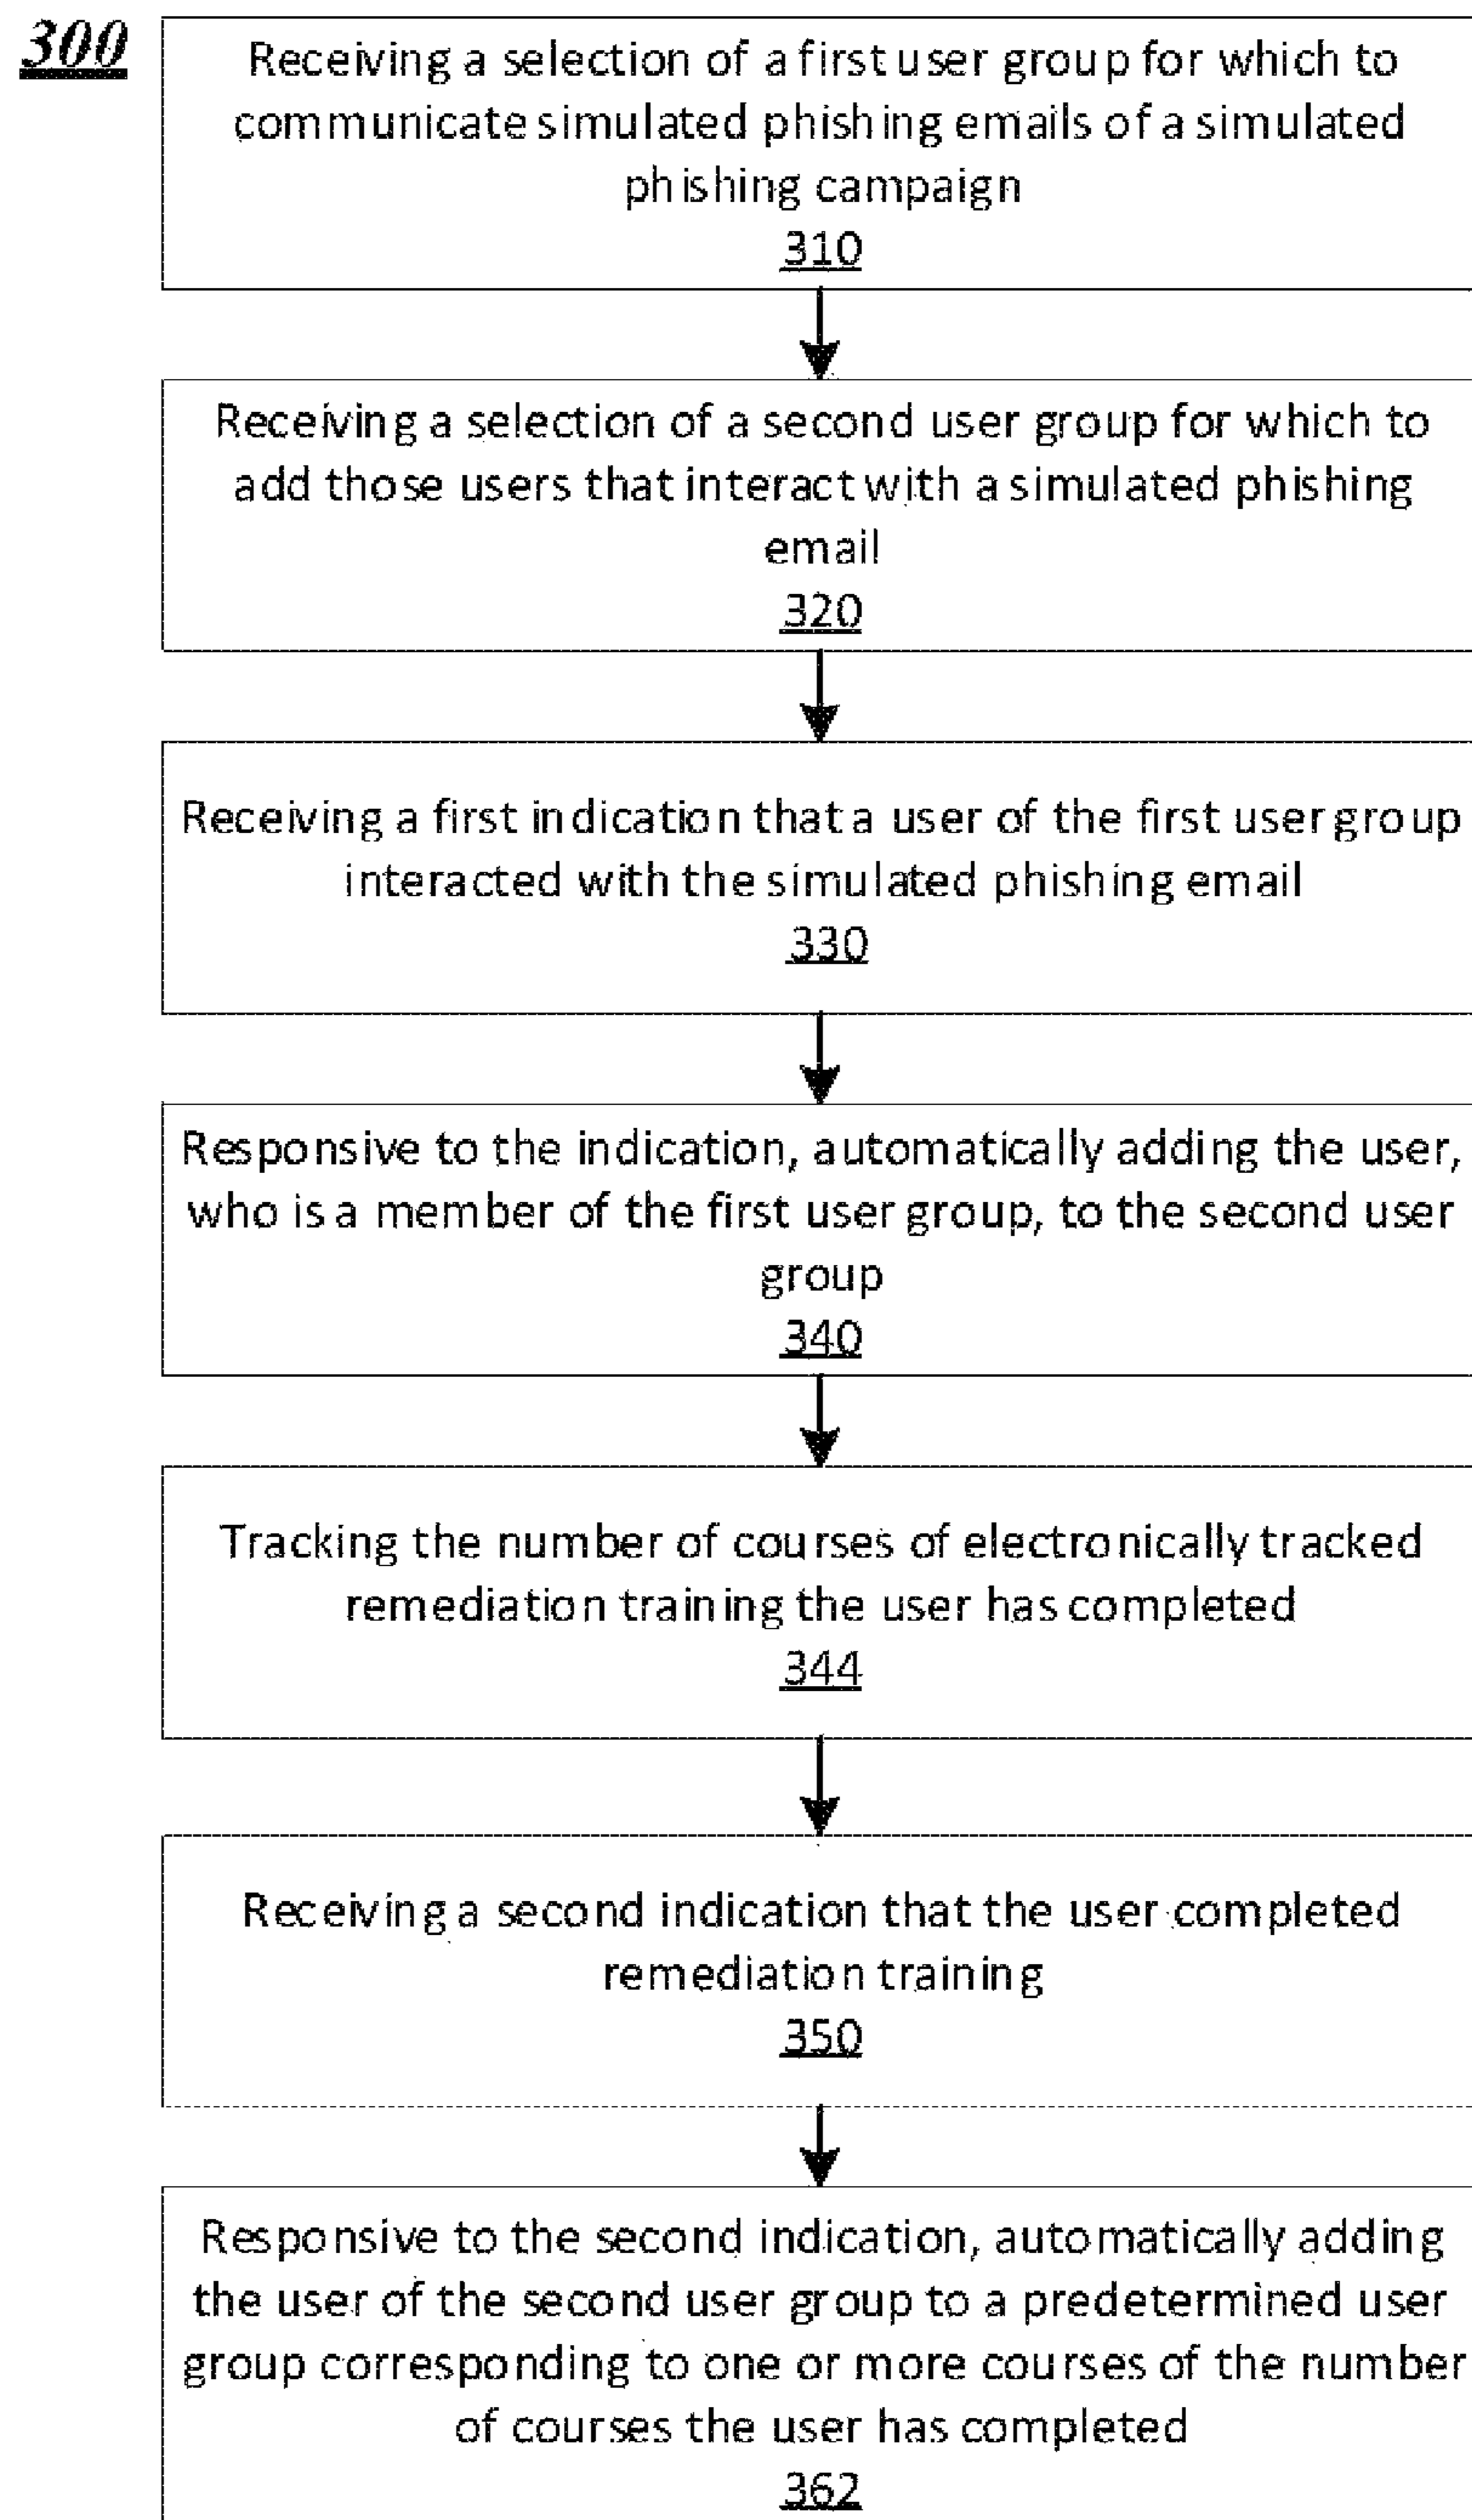 300
Receiving a selection of a first user group for which to
communicate simulated phishing emails of a simulated
phishing campaign
310
Receiving a selection of a second user group for which to
add those users that interact with a simulated phishing
email
320
Receiving a first indication that a user of the first user group
interacted with the simulated phishing email
330
Responsive to the indication, automatically adding the user,
who is a member of the first user group, to the second user
group
340
Tracking the number of courses of electronically tracked
remediation training the user has completed
344
Receiving a second indication that the user completed
remediation training
350
Responsive to the second indication, automatically adding
the user of the second user group to a predetermined user
group corresponding to one or more courses of the number
of courses the user has completed
362